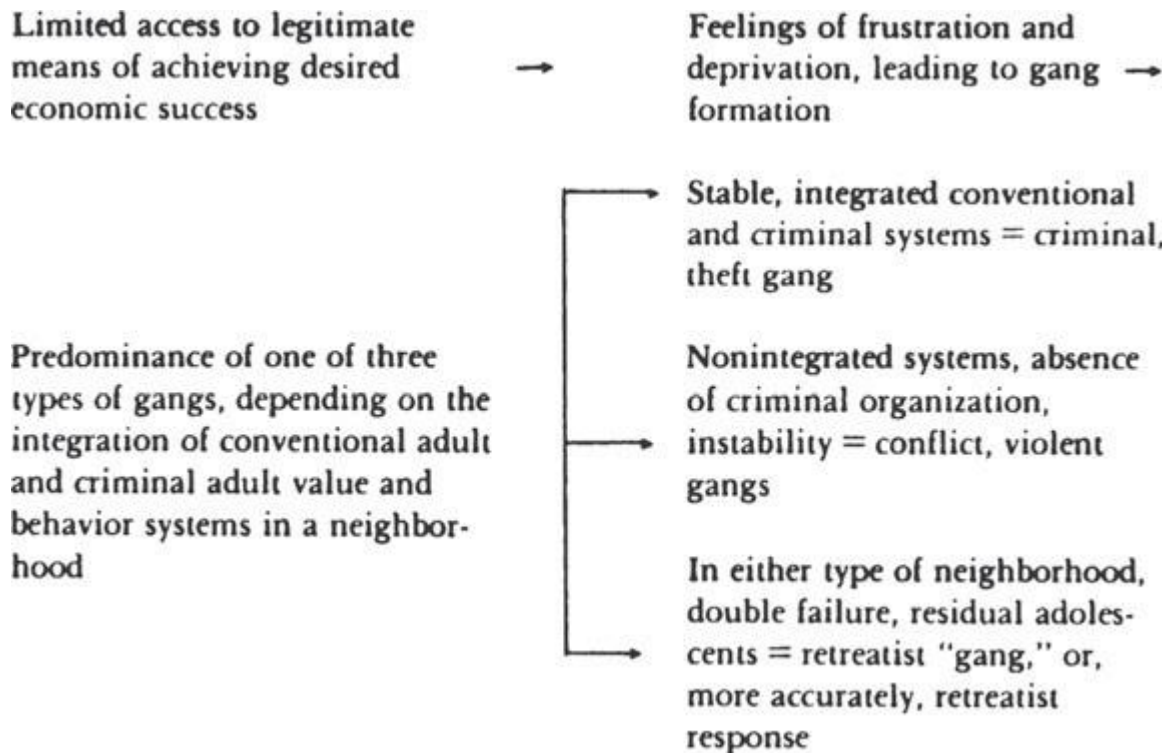 Limited access to legitimate
means of achieving desired
economic success
→
Feelings of frustration and
deprivation, leading to gang →
formation
Predominance of one of three
types of gangs, depending on the
integration of conventional adult
and criminal adult value and
behavior systems in a neighbor-
hood
Stable, integrated conventional
and criminal systems = criminal,
theft gang
Nonintegrated systems, absence
of criminal organization,
instability = conflict, violent
gangs
In either type of neighborhood,
double failure, residual adoles-
cents = retreatist “gang,” or,
more accurately, retreatist
response